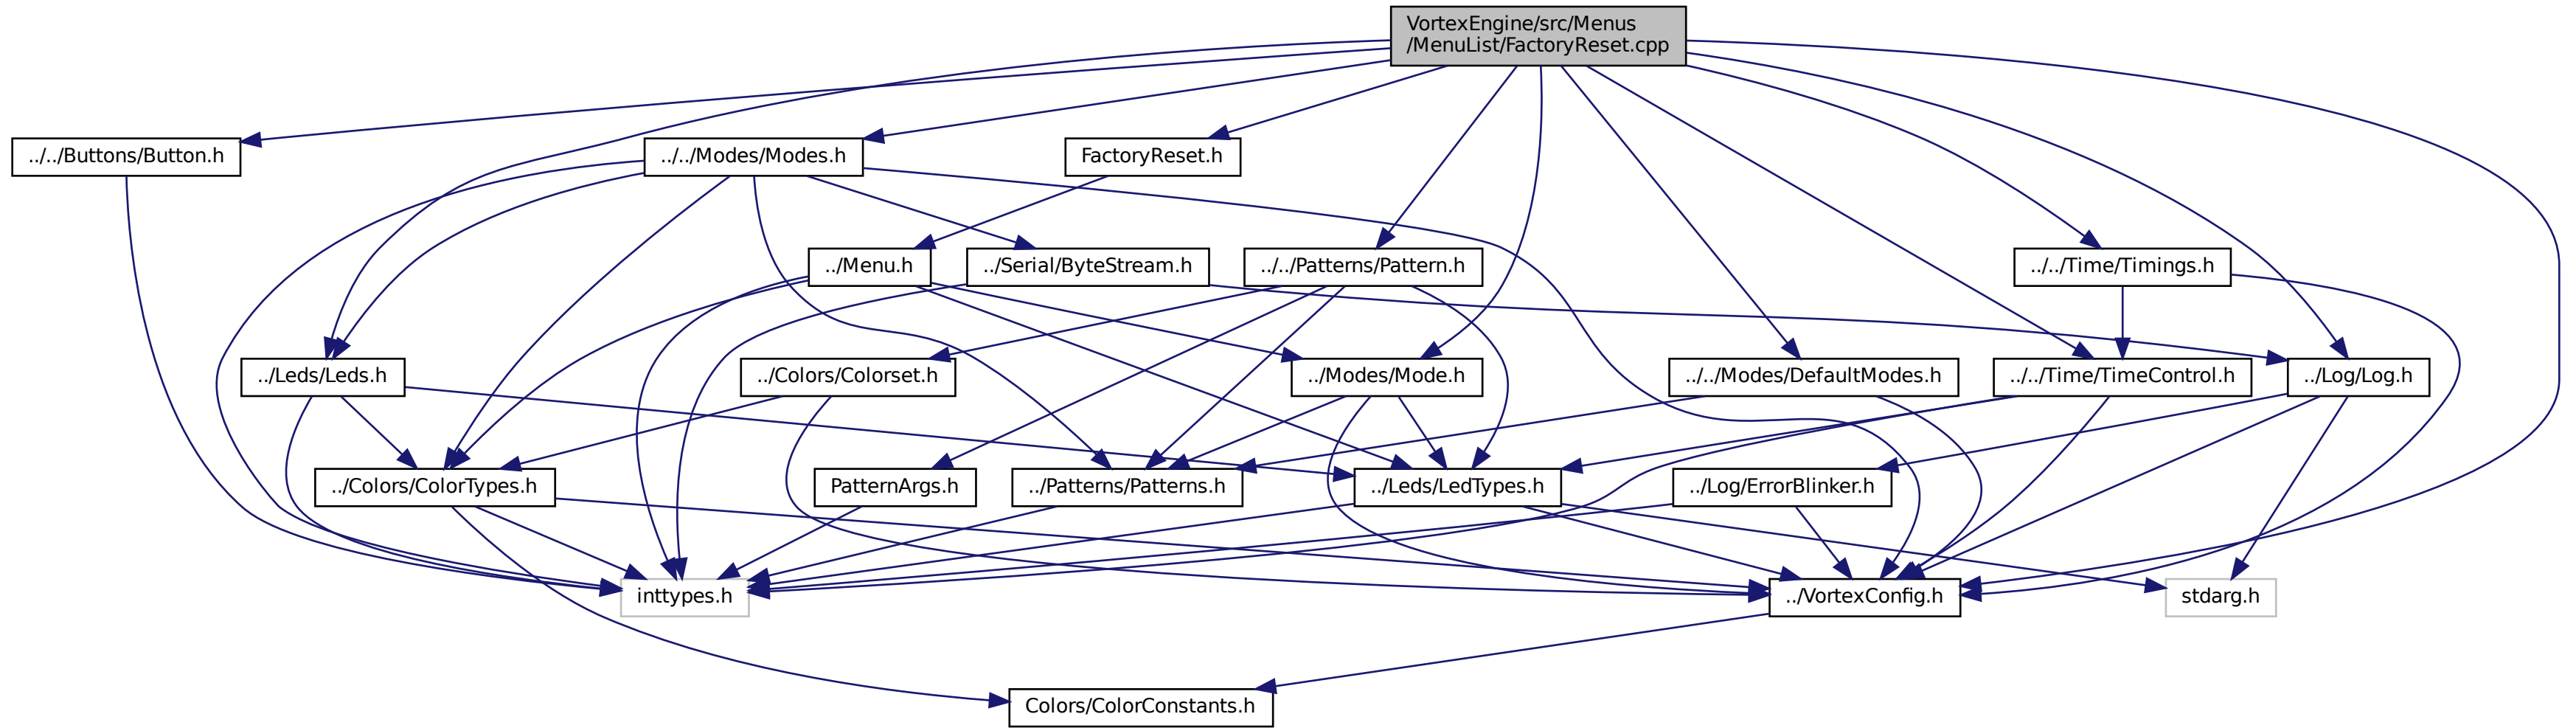 VortexEngine/src/Menus
/MenuList/FactoryReset.cpp
../../Buttons/Button.h
../../Modes/Modes.h
FactoryReset.h
../Menu.h
../Serial/ByteStream.h
../../Patterns/Pattern.h
../../Time/Timings.h
../Leds/Leds.h
../Colors/Colorset.h
../Modes/Mode.h
../../Modes/DefaultModes.h
../../Time/TimeControl.h
../Log/Log.h
../Colors/ColorTypes.h
PatternArgs.h
../Patterns/Patterns.h
../Leds/LedTypes.h
../Log/ErrorBlinker.h
inttypes.h
../VortexConfig.h
stdarg.h
Colors/ColorConstants.h